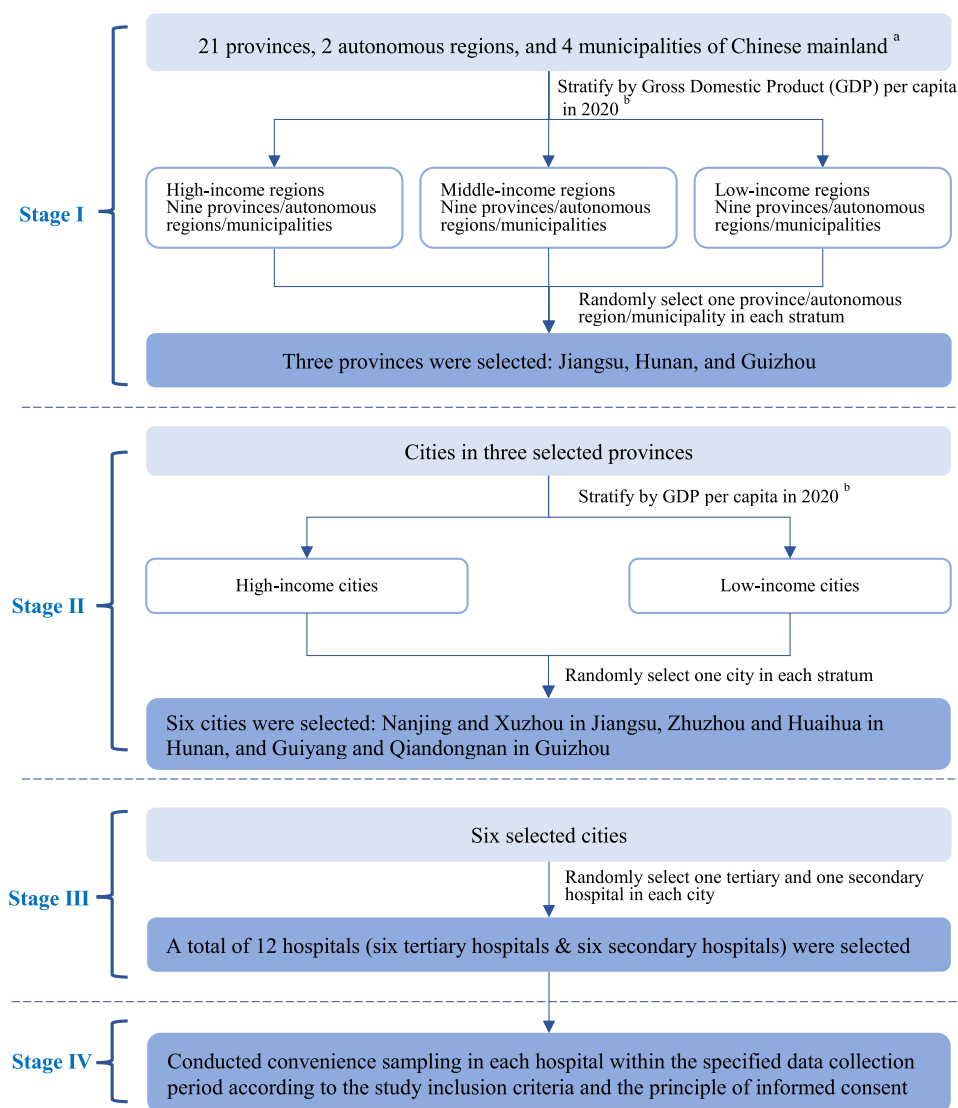 21 provinces, 2 autonomous regions, and 4 municipalities of Chinese mainland a
Stratify by Gross Domestic Product (GDP) per capita
in 2020 b
Stage I
High-income regions
Nine provinces/autonomous
regions/municipalities
Middle-income regions
Nine provinces/autonomous
regions/municipalities
Low-income regions
Nine provinces/autonomous
regions/municipalities
Randomly select one province/autonomous
region/municipality in each stratum
Three provinces were selected: Jiangsu, Hunan, and Guizhou
Cities in three selected provinces
Stratify by GDP per capita in 2020 b
Stage II
High-income cities
Low-income cities
Randomly select one city in each stratum
Six cities were selected: Nanjing and Xuzhou in Jiangsu, Zhuzhou and Huaihua in
Hunan, and Guiyang and Qiandongnan in Guizhou
Six selected cities
Stage III
Randomly select one tertiary and one secondary
hospital in each city
A total of 12 hospitals (six tertiary hospitals & six secondary hospitals) were selected
Stage IV
Conducted convenience sampling in each hospital within the specified data collection
period according to the study inclusion criteria and the principle of informed consent